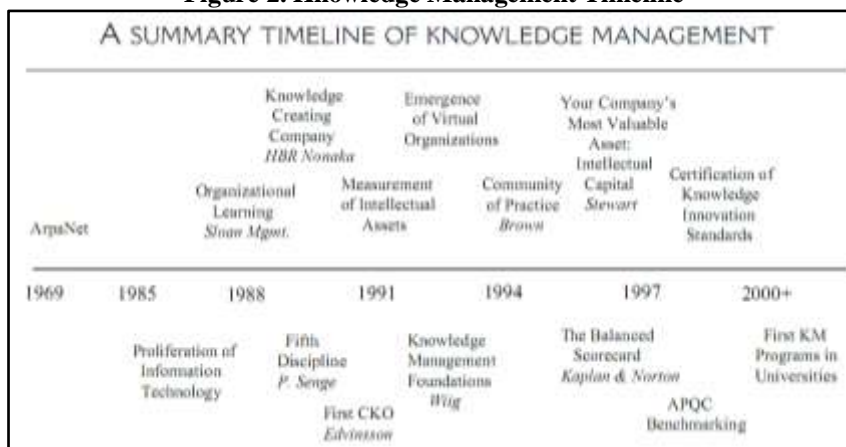 Figure 2. Knowledge Management Timeline
A SUMMARY TIMELINE OF KNOWLEDGE MANAGEMENT
Knowledge
Creating
Company
HBR Nonaka
Emergence
of Virtual
Organizations
Your Company's
Most Valuable
Asset:
Intellectual
Capital
Stewart
Organizational
Learning
Sloan Mgmt.
Measurement
of Intellectual
Assets
Community
of Practice
Brown
Certification of
Knowledge
Innovation
Standards
ArpaNet
1969 1985 1988 1991 1994 1997 2000+
Proliferation of
Information
Technology
Fifth
Discipline
P. Senge
First CKO
Edvinsson
Knowledge
Management
Foundations
Wiig
The Balanced
Scorecard
Kaplan & Norton
APQC
Benchmarking
First KM
Programs in
Universities